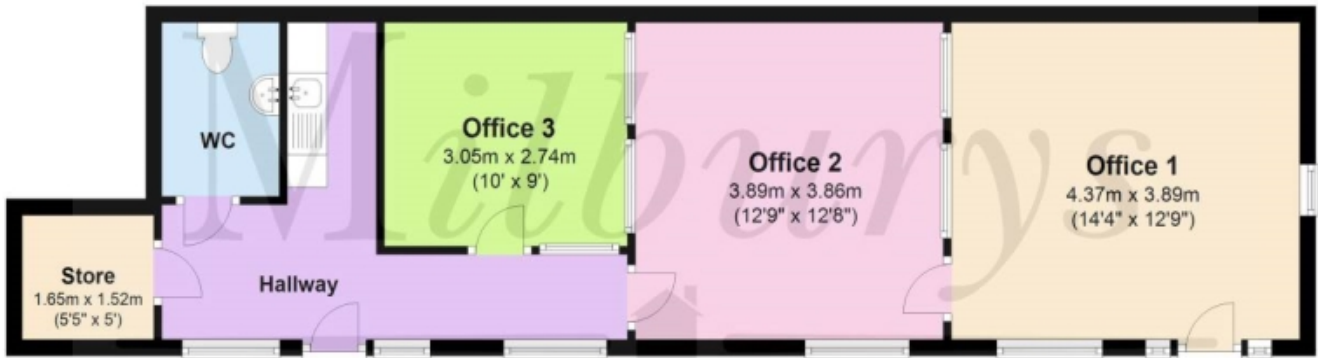 WC
Office 3
3.05m x 2.74m
(10' x 9')
Office 2
3.89m x 3.86m
(12'9" x 12'8")
Office 1
4.37m x 3.89m
(14'4" x 12'9")
Store
1.65m x 1.52m
(5'5" x 5')
Hallway
Milburys